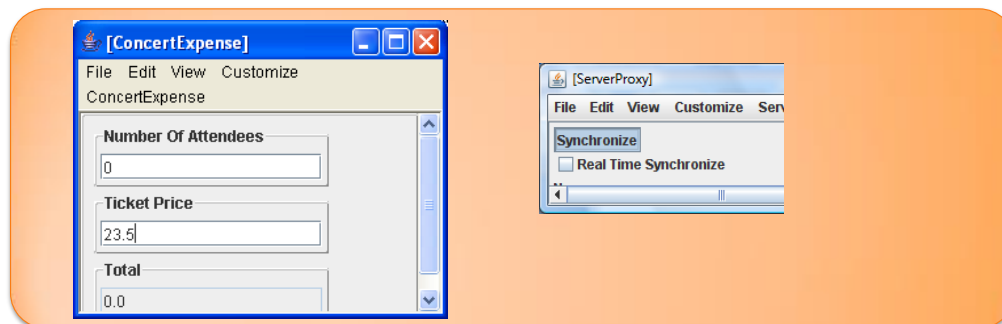 [ConcertExpense]
File Edit View Customize
ConcertExpense
Number Of Attendees
0
Ticket Price
23.5
Total
0.0
[ServerProxy]
File Edit View Customize Serv
Synchronize
Real Time Synchronize